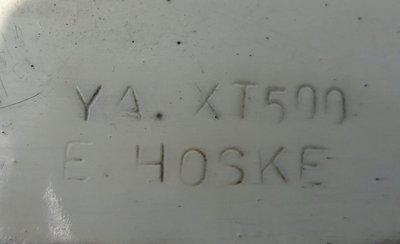 YA. XT500
E. HOSKE